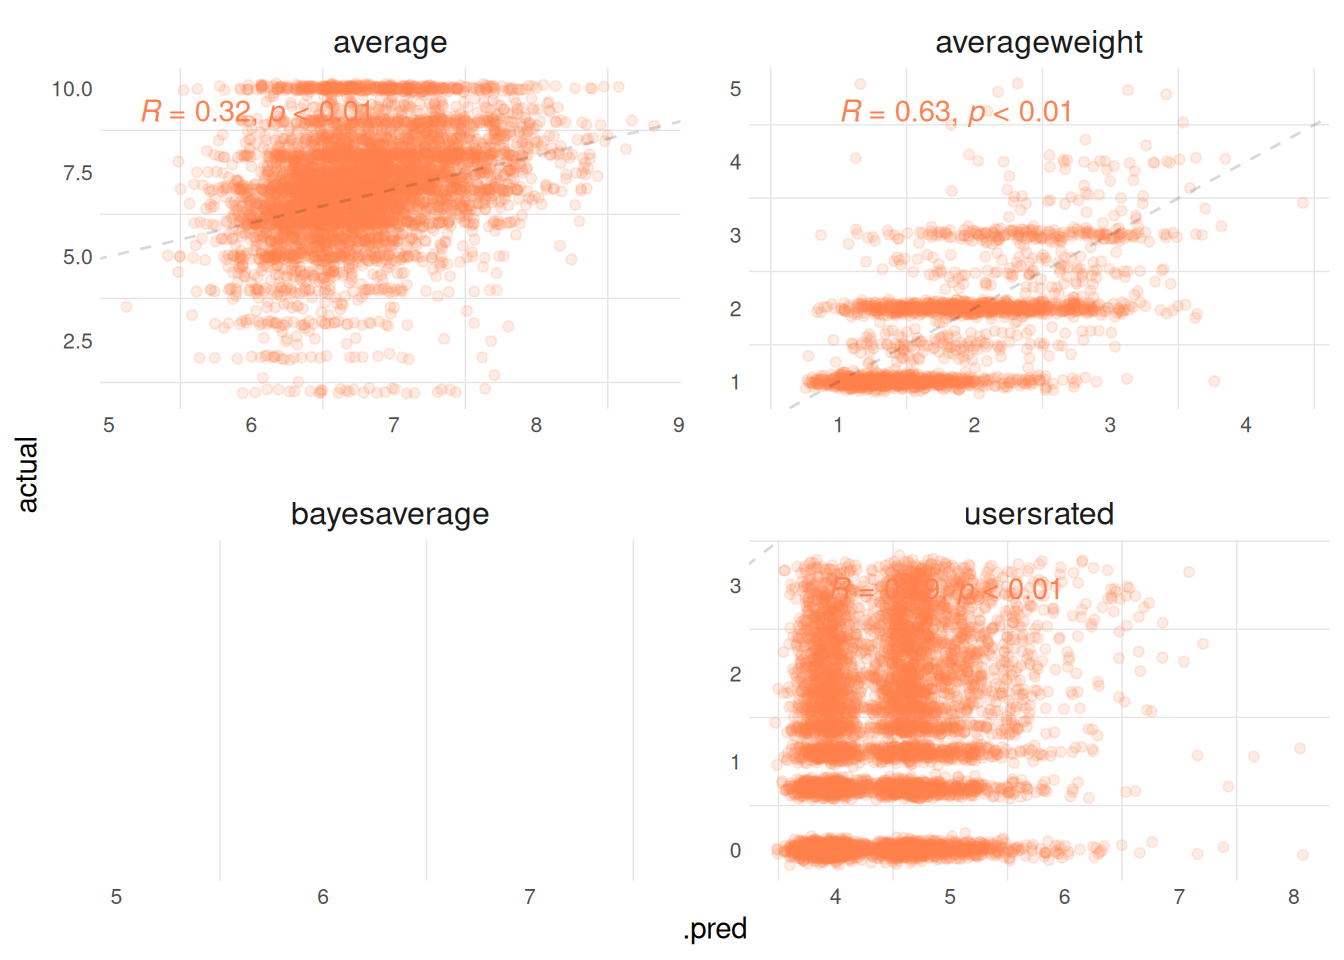 average
averageweight
R = 0.32, p < 0.01
R = 0.63, p < 0.01
10.0
7.5
5.0
2.5
5
4
3
2
1
5 6 7 8 9
1 2 3 4
actual
bayesaverage
usersrated
R = 9, p < 0.01
3
2
1
0
5 6 7
4 5 6 7 8
.pred